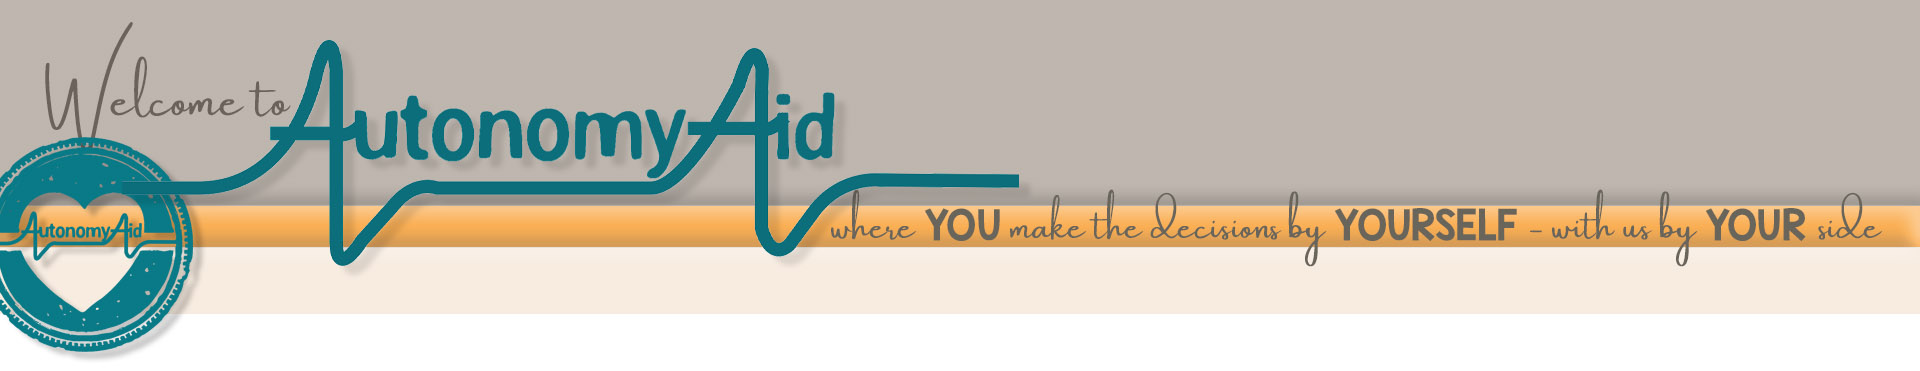 Welcome to AutonomyAid
where YOU make the decisions by YOURSELF – with us by YOUR side
AutonomyAid